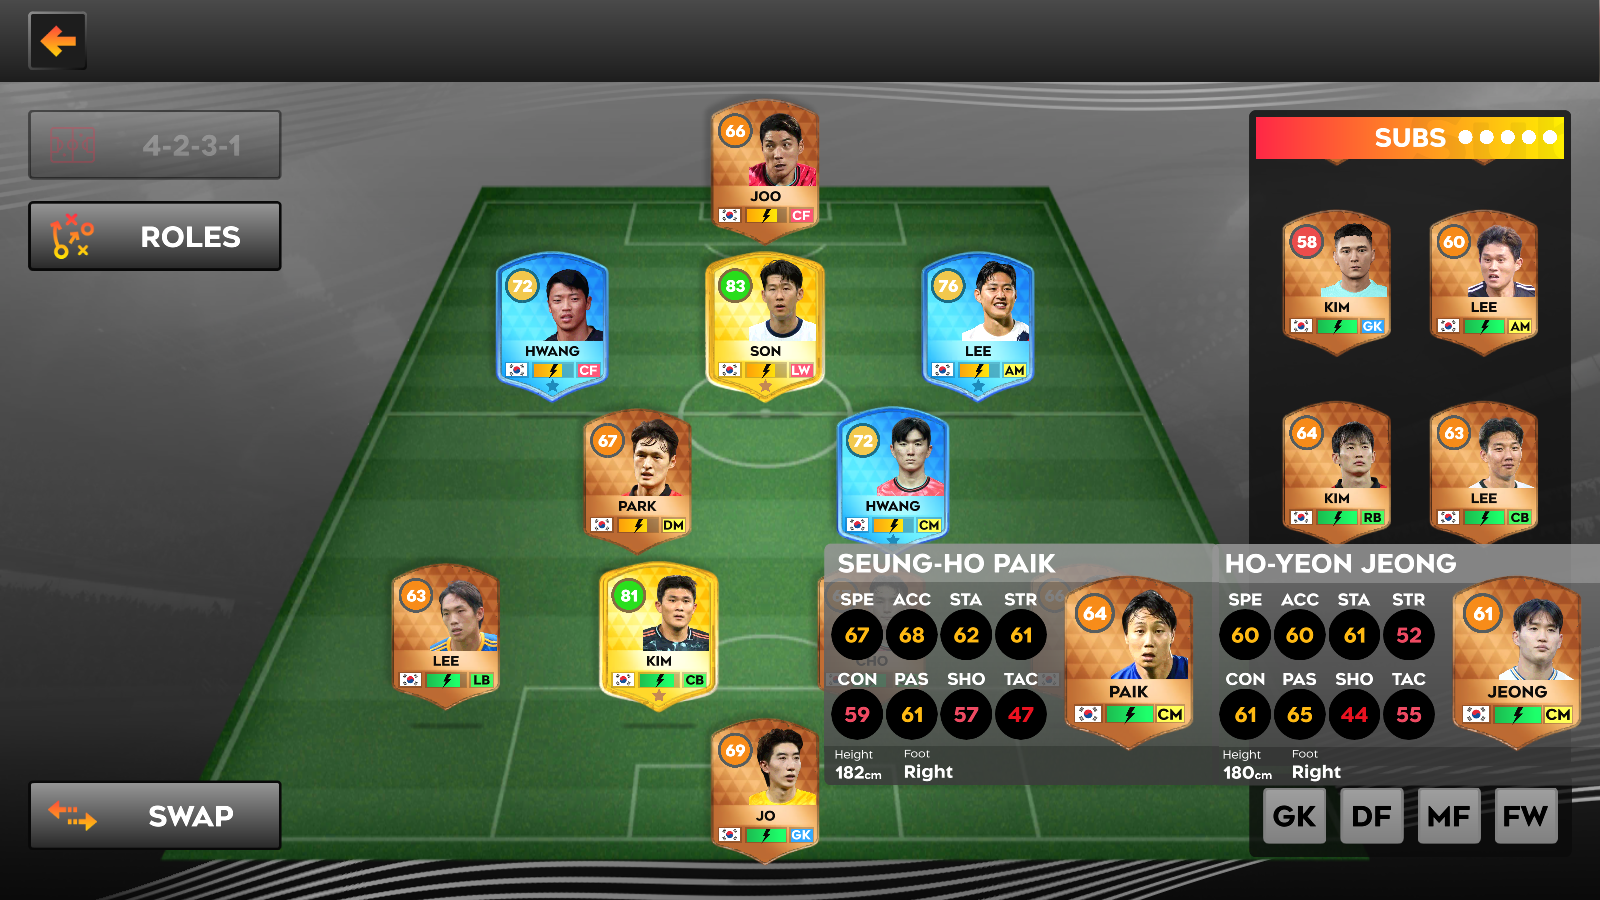 4-2-3-1
ROLES
SWAP
66
JOO
CF
72
HWANG
CF
83
SON
LW
76
LEE
AM
67
PARK
DM
72
HWANG
CM
63
LEE
LB
81
KIM
CB
CHO
66
69
JO
GK
SUBS
58
KIM
GK
60
LEE
AM
64
KIM
RB
63
LEE
CB
SEUNG-HO PAIK
SPE ACC STA STR
67 68 62 61
CON PAS SHO TAC
59 61 57 47
Height Foot
182cm Right
64
PAIK
CM
HO-YEON JEONG
SPE ACC STA STR
60 60 61 52
CON PAS SHO TAC
61 65 44 55
Height Foot
180cm Right
61
JEONG
CM
GK DF MF FW